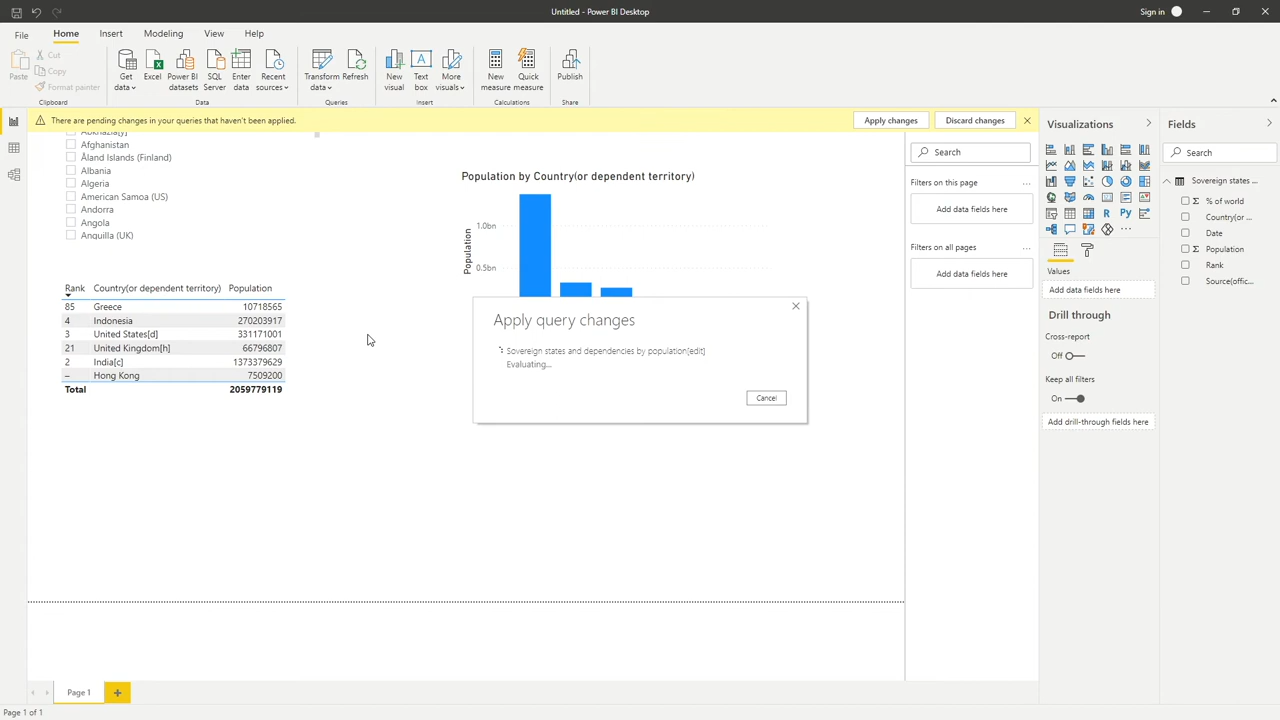 Untitled - Power BI Desktop
Sign in
File
Home
Insert
Modeling
View
Help
Paste
Cut
Copy
Format painter
Clipboard
Get data
Excel
Power BI datasets
SQL Server
Enter data
Recent sources
Data
Transform data
Refresh
Queries
New visual
Text box
More visuals
Insert
New measure
Quick measure
Calculations
Publish
Share
There are pending changes in your queries that haven't been applied.
Apply changes
Discard changes
Afghanistan
Åland Islands (Finland)
Albania
Algeria
American Samoa (US)
Andorra
Angola
Anguilla (UK)
Rank Country(or dependent territory) Population
85 Greece 10718565
4 Indonesia 270203917
3 United States[d] 331171001
21 United Kingdom[h] 66796807
2 India[c] 1373379629
– Hong Kong 7509200
Total 2059779119
Population by Country(or dependent territory)
Population
1.0bn
0.5bn
Apply query changes
Sovereign states and dependencies by population[edit]
Evaluating...
Cancel
Search
Filters on this page
...
Add data fields here
Filters on all pages
...
Add data fields here
Visualizations
R
Py
...
Values
Add data fields here
Drill through
Cross-report
Off
Keep all filters
On
Add drill-through fields here
Fields
Search
Sovereign states ...
% of world
Country(or ...
Date
Population
Rank
Source(offic...
Page 1
Page 1 of 1